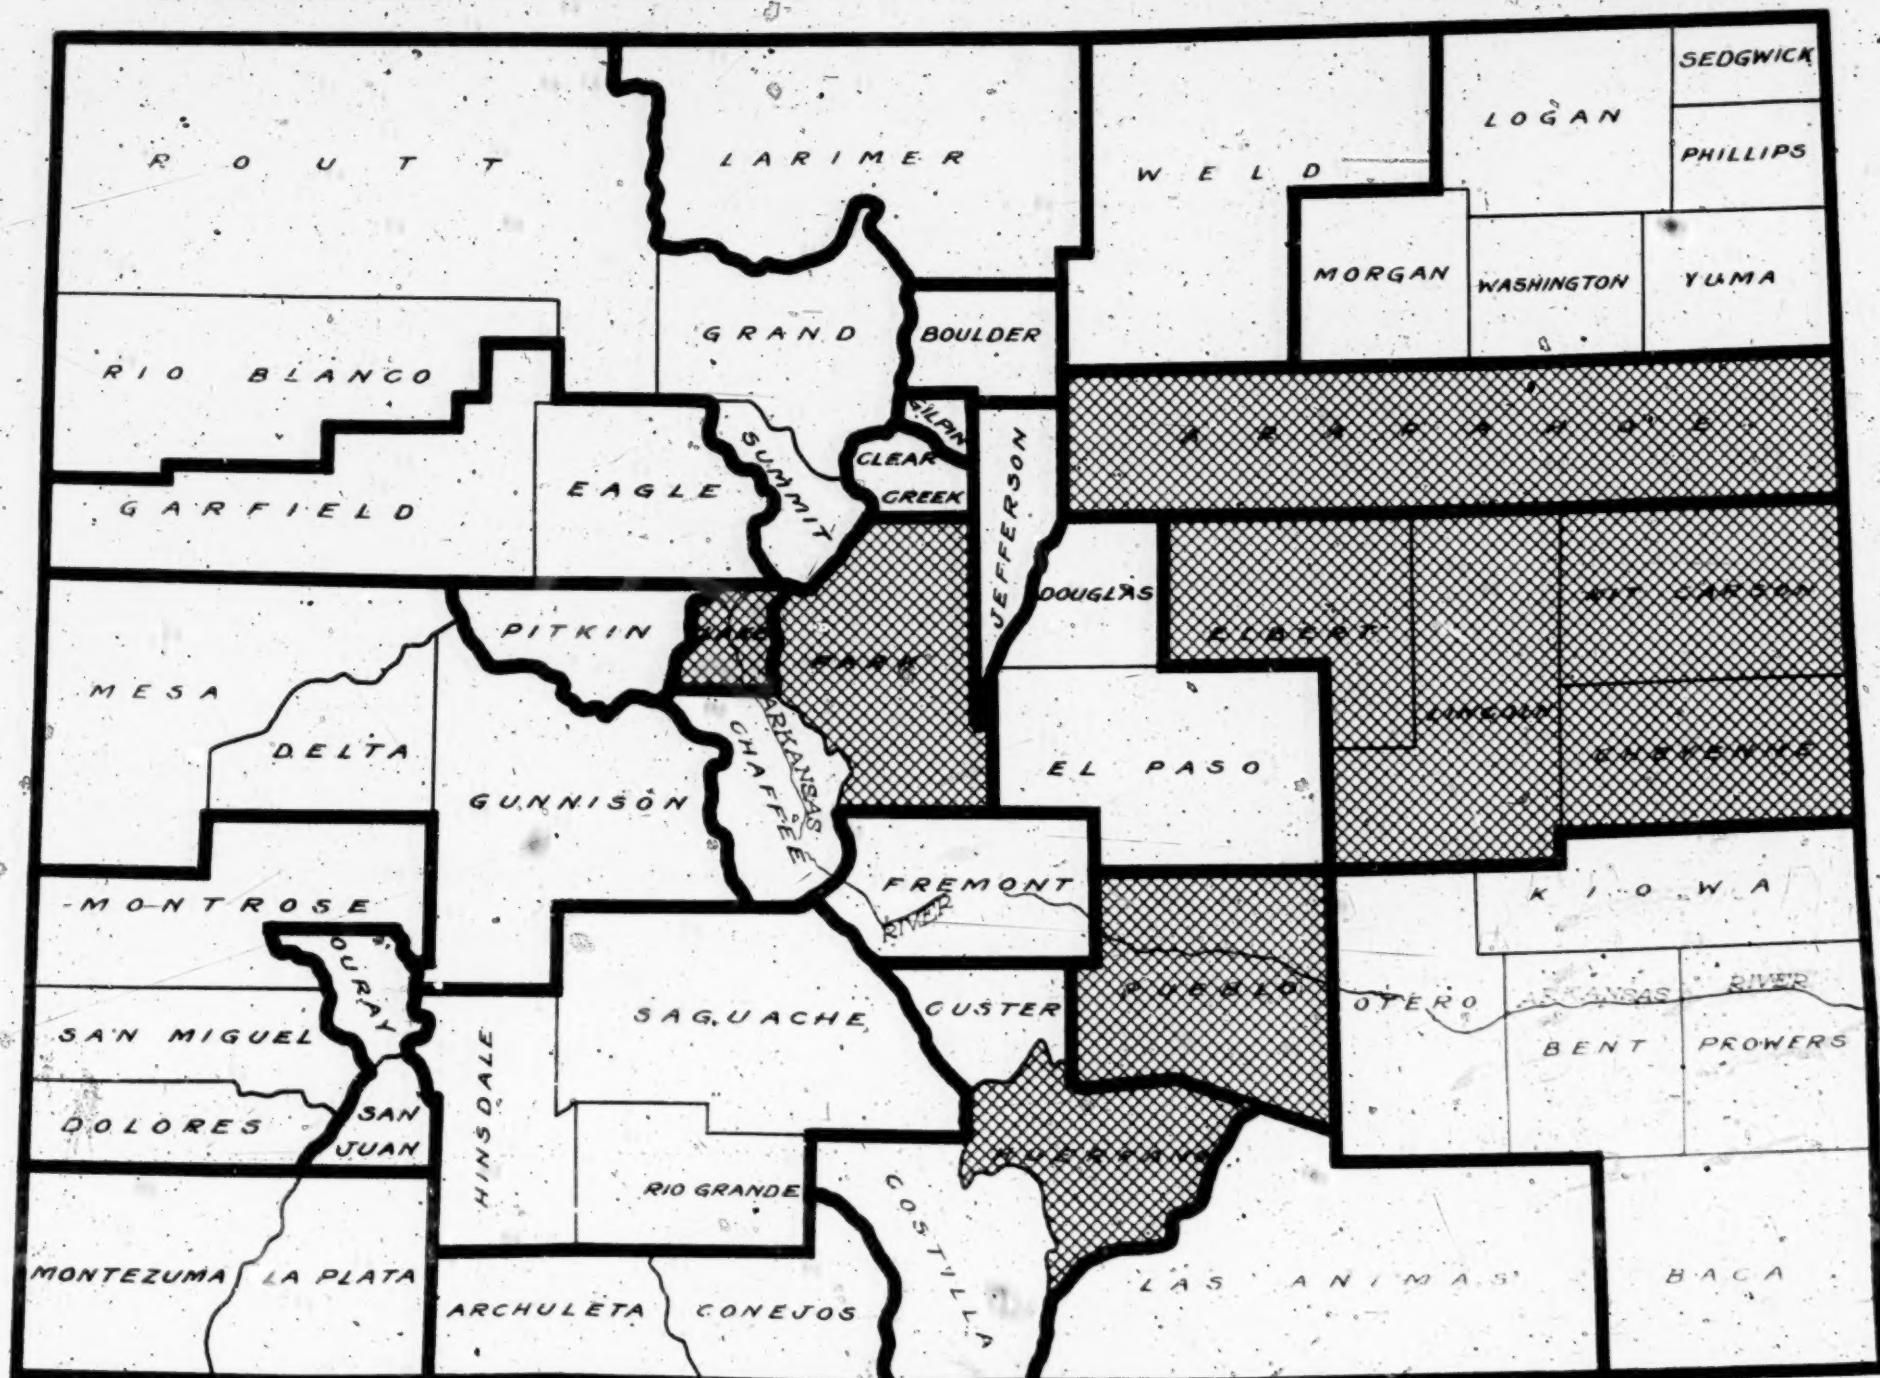 SEDGWICK
LOGAN
PHILLIPS
ROUTT
LARIMER
WELD
MORGAN
WASHINGTON
YUMA
GRAND
BOULDER
RIO BLANCO
GILPIN
ARAPAHOE
SUMMIT
CLEAR
CREEK
EAGLE
GARFIELD
JEFFERSON
DOUGLAS
KIT CARSON
PITKIN
LAKE
ELBERT
PARK
MESA
LINCOLN
DELTA
CHEYENNE
EL PASO
GUNNISON
CHAFFEE
ARKANSAS
RIVER
FREMONT
KIOWA
MONTROSE
OURAY
PUEBLO
OTERO
ARKANSAS RIVER
CUSTER
SAGUACHE
SAN MIGUEL
BENT
PROWERS
HINSDALE
DOLORES
SAN
JUAN
HUERFANO
RIO GRANDE
COSTILLA
MONTEZUMA
LA PLATA
LAS ANIMAS
BACA
ARCHULETA
CONEJOS